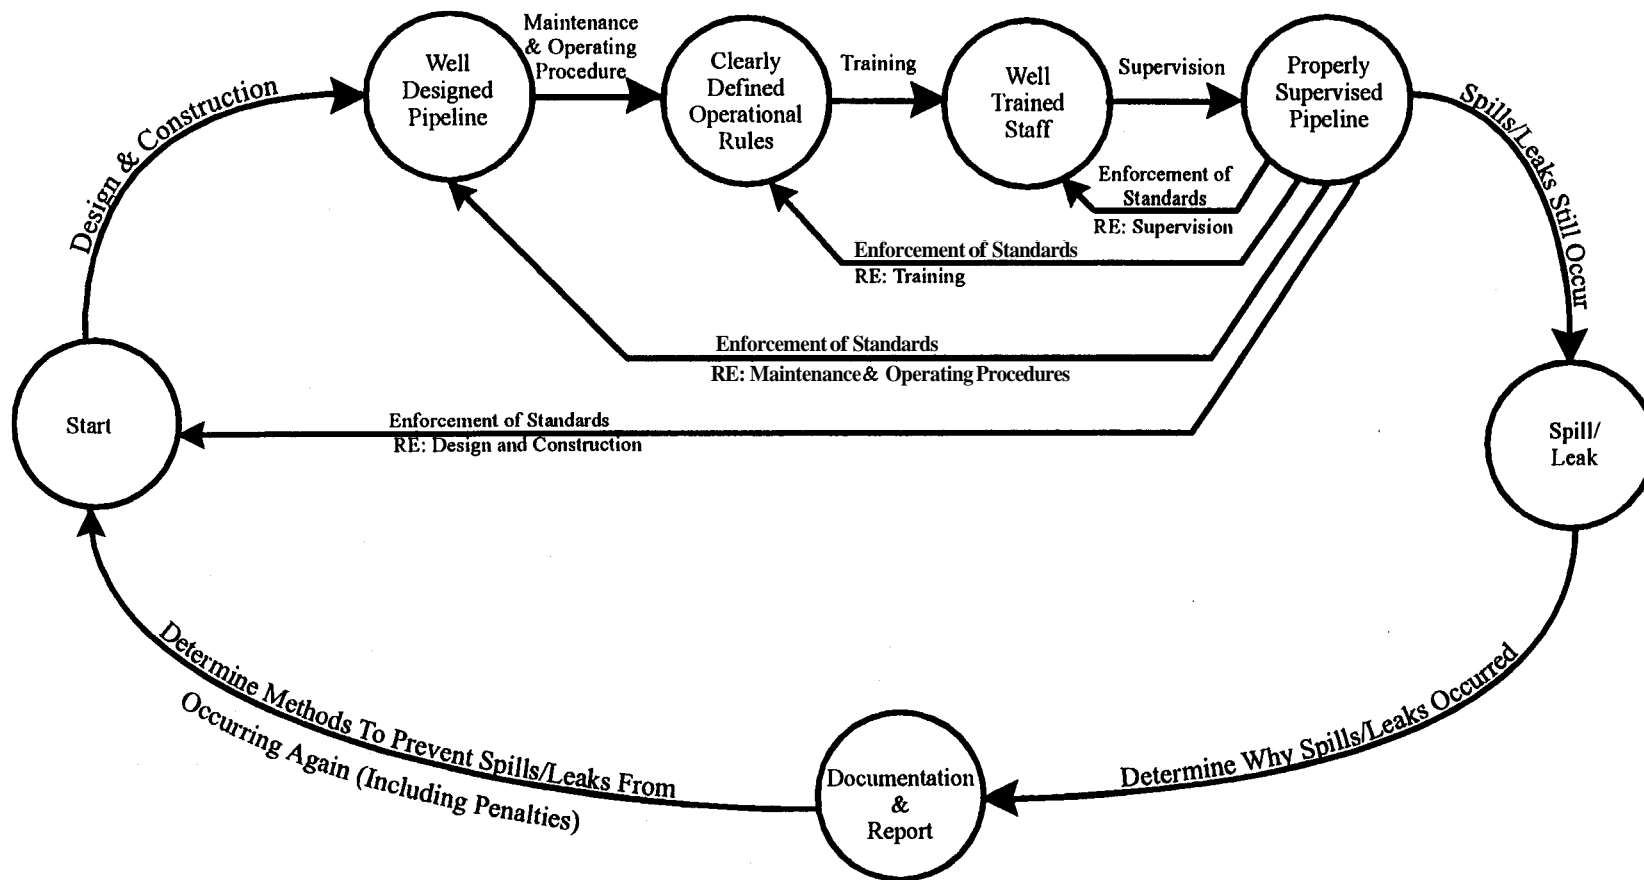 Design & Construction
Well
Designed
Pipeline
Maintenance
& Operating
Procedure
Clearly
Defined
Operational
Rules
Training
Well
Trained
Staff
Supervision
Properly
Supervised
Pipeline
Spills/Leaks Still Occur
Enforcement of
Standards
RE: Supervision
Enforcement of Standards
RE: Training
Enforcement of Standards
RE: Maintenance & Operating Procedures
Enforcement of Standards
RE: Design and Construction
Start
Spill/
Leak
Determine Why Spills/Leaks Occurred
Documentation
&
Report
Determine Methods To Prevent Spills/Leaks From
Occurring Again (Including Penalties)